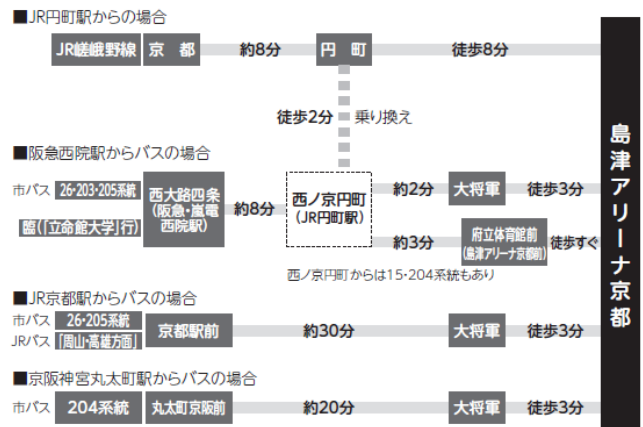 ■JR円町駅からの場合
JR嵯峨野線 京都 約8分 円町 徒歩8分
徒歩2分 乗り換え
■阪急西院駅からバスの場合
市バス 26・203・205系統
臨(「立命館大学」行)
西大路四条
(阪急・嵐電
西院駅)
約8分
西ノ京円町
(JR円町駅)
約2分 大将軍 徒歩3分
約3分 府立体育館前
(島津アリーナ京都前)
徒歩すぐ
西ノ京円町からは15・204系統もあり
■JR京都駅からバスの場合
市バス 26・205系統
JRバス 「周山・高雄方面」
京都駅前 約30分 大将軍 徒歩3分
■京阪神宮丸太町駅からバスの場合
市バス 204系統 丸太町京阪前 約20分 大将軍 徒歩3分
島津アリーナ京都